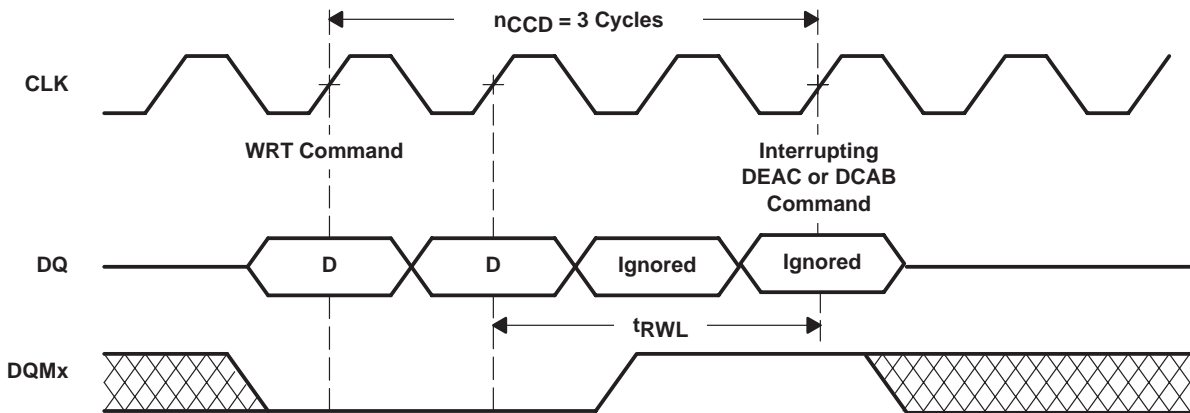 nCCD = 3 Cycles
CLK
WRT Command
Interrupting
DEAC or DCAB
Command
DQ
D
D
Ignored
Ignored
tRWL
DQMx